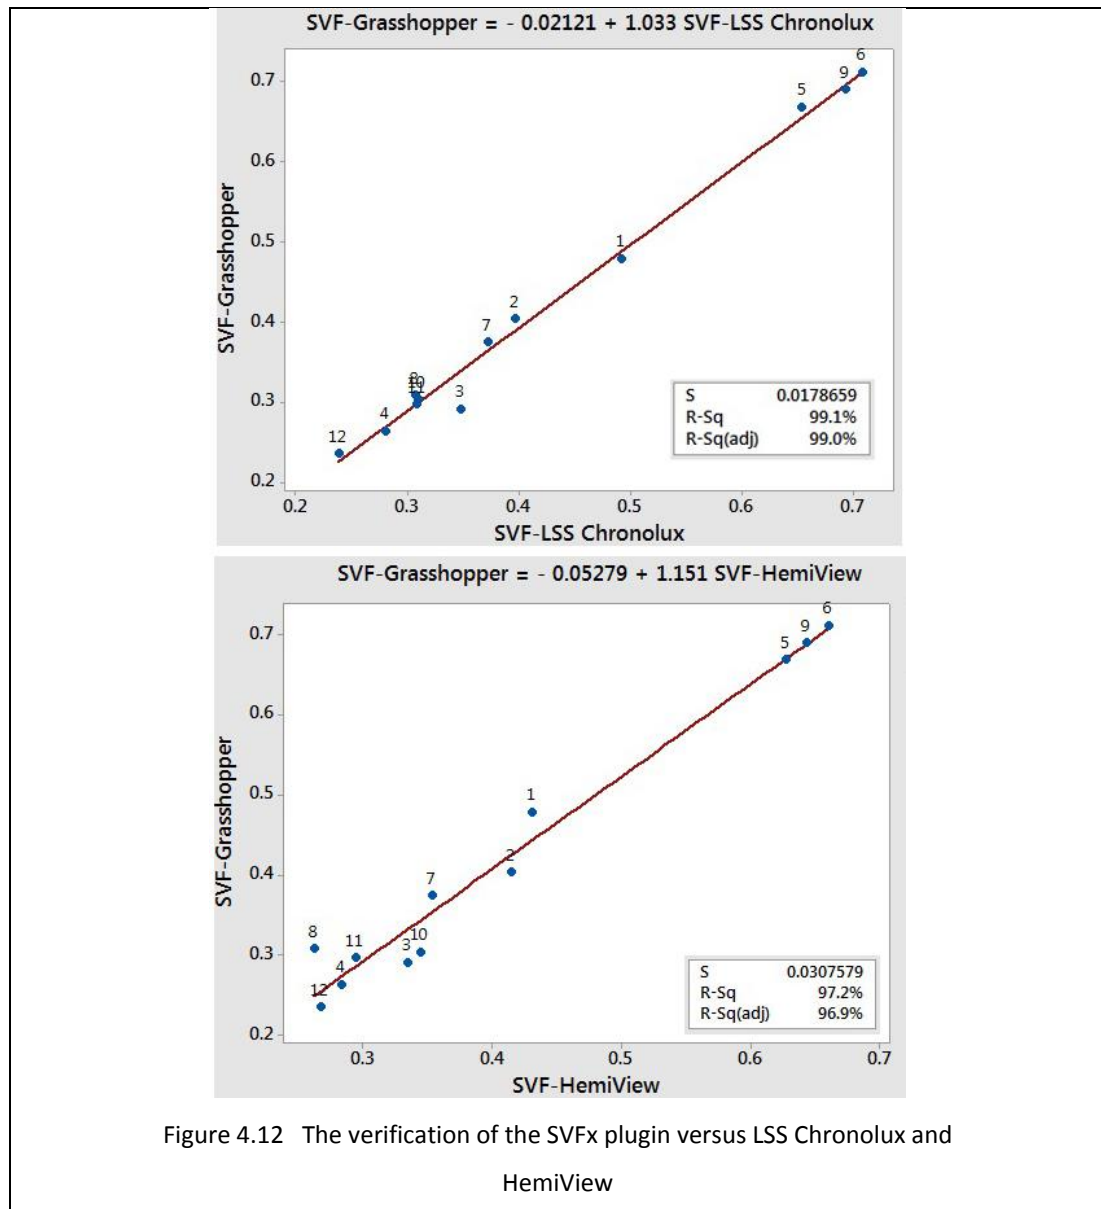 SVF-Grasshopper = - 0.02121 + 1.033 SVF-LSS Chronolux
SVF-Grasshopper
0.7
0.6
0.5
0.4
0.3
0.2
6
9
5
1
2
7
8
10
11
3
4
12
S 0.0178659
R-Sq 99.1%
R-Sq(adj) 99.0%
0.2 0.3 0.4 0.5 0.6 0.7
SVF-LSS Chronolux
SVF-Grasshopper = - 0.05279 + 1.151 SVF-HemiView
SVF-Grasshopper
0.7
0.6
0.5
0.4
0.3
0.2
6
9
5
1
2
7
8
11
10
3
4
12
S 0.0307579
R-Sq 97.2%
R-Sq(adj) 96.9%
0.3 0.4 0.5 0.6 0.7
SVF-HemiView
Figure 4.12 The verification of the SVFx plugin versus LSS Chronolux and
HemiView